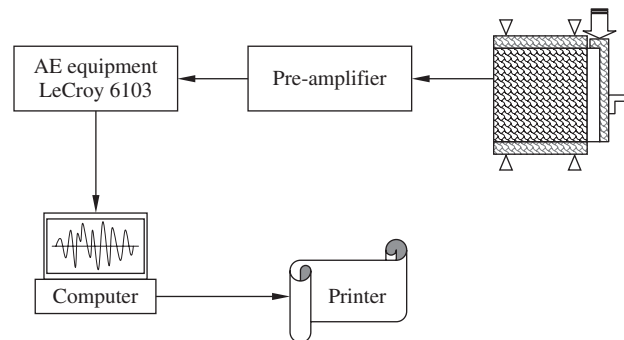 AE equipment
LeCroy 6103
Pre-amplifier
Computer
Printer